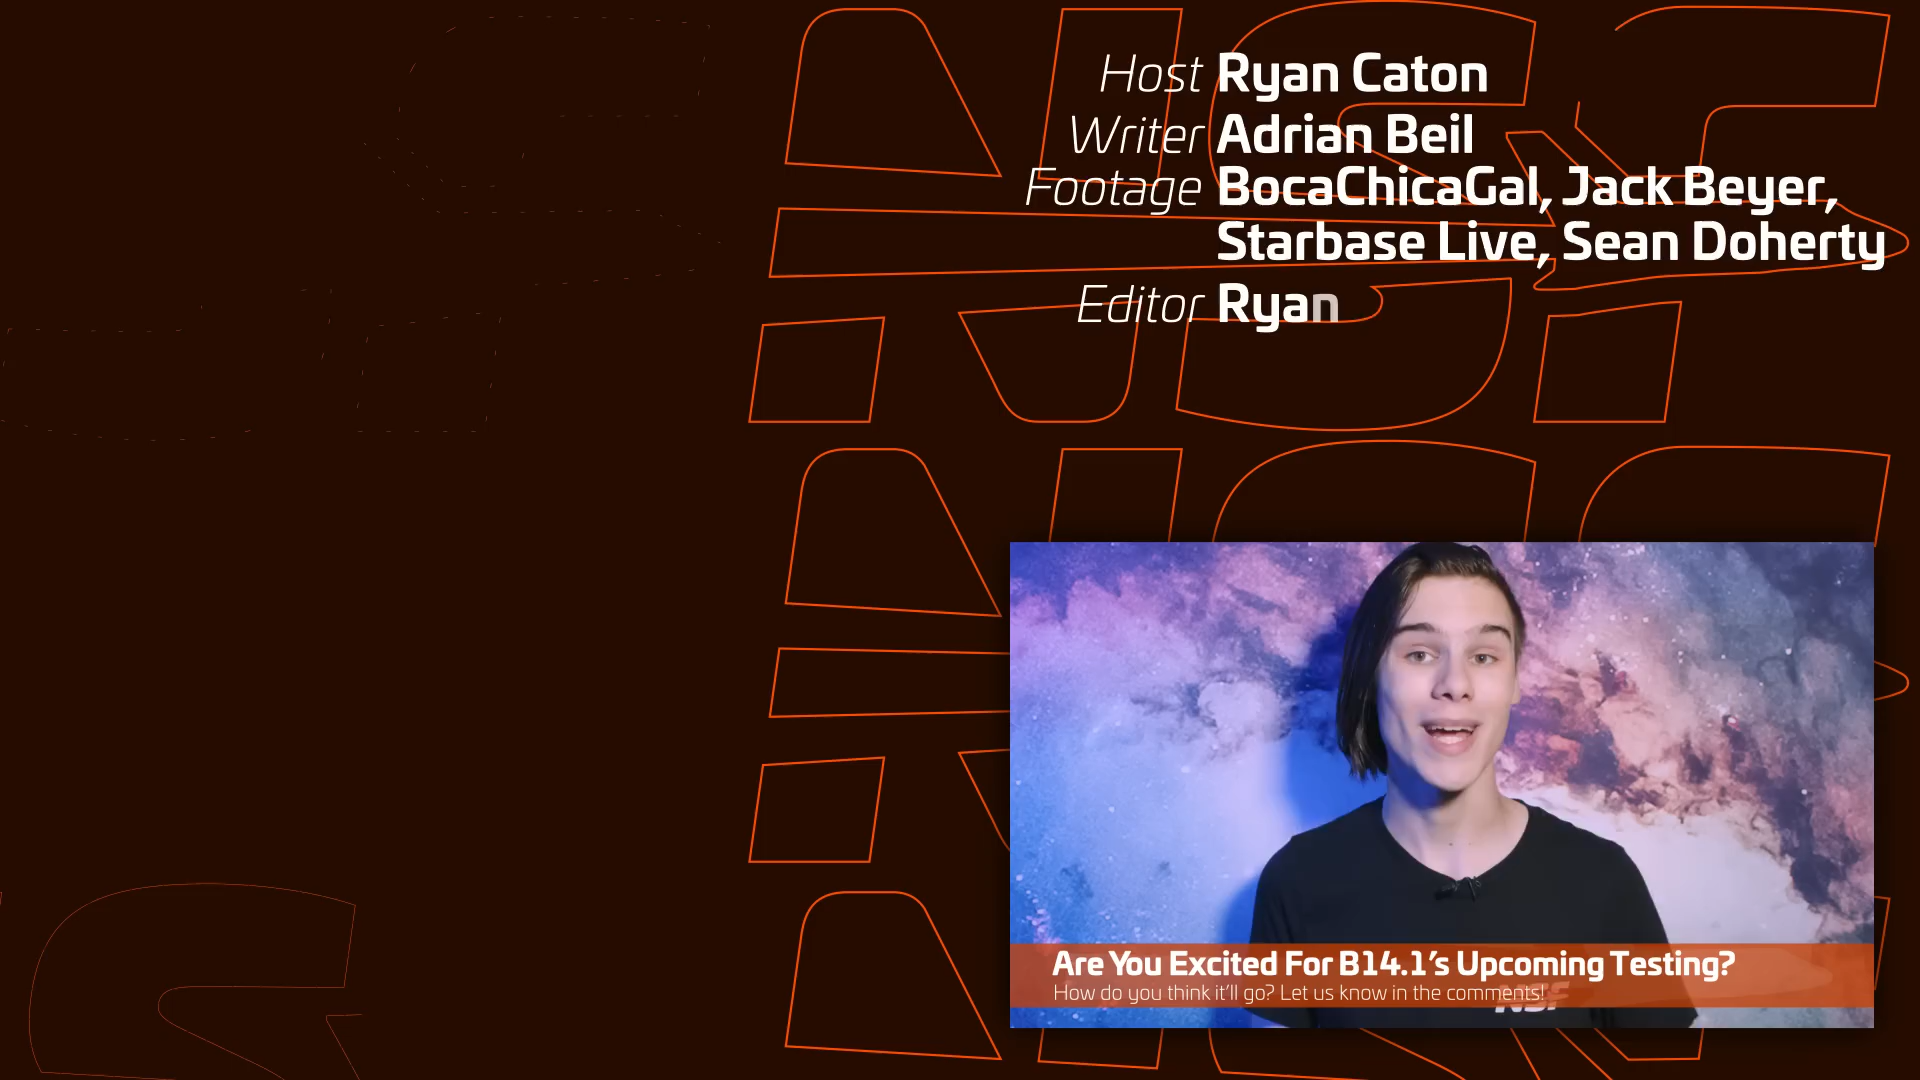 Host Ryan Caton
Writer Adrian Beil
Footage BocaChicaGal, Jack Beyer,
Starbase Live, Sean Doherty
Editor Ryan
Are You Excited For B14.1's Upcoming Testing?
How do you think it'll go? Let us know in the comments!
NSF